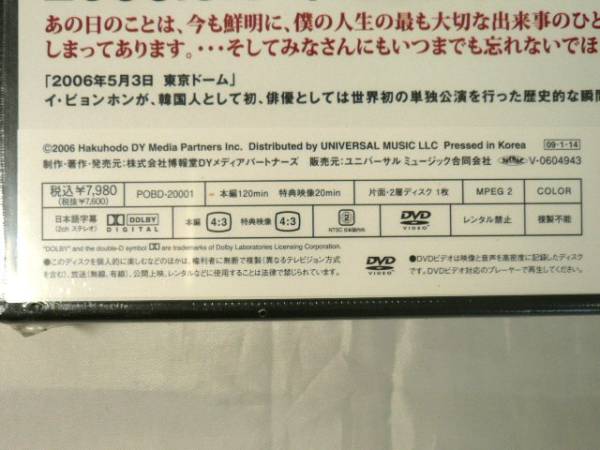 あの日のことは、今も鮮明に、僕の人生の最も大切な出来事のひと
しまってあります。・・・そしてみなさんにもいつまでも忘れないでほ
「2006年5月3日 東京ドーム」
イ・ビョンホンが、韓国人として初、俳優としては世界初の単独公演を行った歴史的な瞬間
©2006 Hakuhodo DY Media Partners Inc. Distributed by UNIVERSAL MUSIC LLC Pressed in Korea 09・1・14
制作・著作・発売元:株式会社博報堂DYメディアパートナーズ 販売元:ユニバーサル ミュージック合同会社 V-0604943
税込¥7,980 (税抜¥7,600) POBD-20001 本編120min 特典映像20min 片面・2層ディスク 1枚 MPEG 2 COLOR
日本語字幕 (2ch ステレオ) DOLBY DIGITAL 本編 4:3 特典映像 4:3 2 NTSC 日本国内向 DVD VIDEO レンタル禁止 複製不能
"DOLBY" and the double-D symbol are trademarks of Dolby Laboratories Licensing Corporation.
●このディスクを個人的に楽しむなどのほかは、権利者に無断で複製(異なるテレビジョン方式
を含む)、放送(無線、有線)、公開上映、レンタルなどに使用することは法律で禁じられています。
DVD VIDEO
●DVDビデオは映像と音声を高密度に記録したディスク
です。DVDビデオ対応のプレーヤーで再生してください。